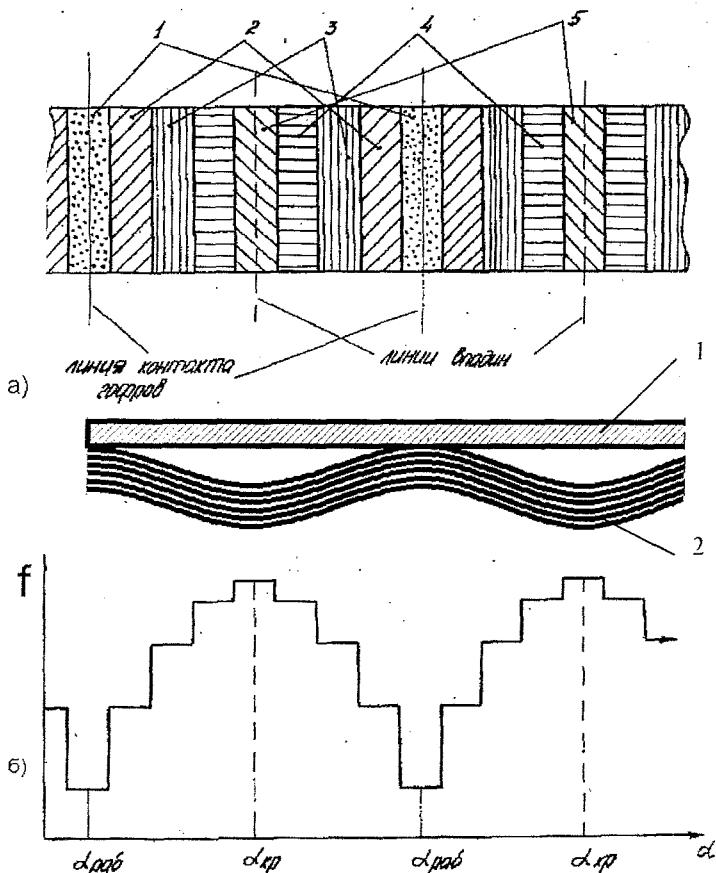 1 2 3 4 5
линия контакта гофров
линии впадин
а)
1
2
f
б)
αраб αкр αраб αкр α